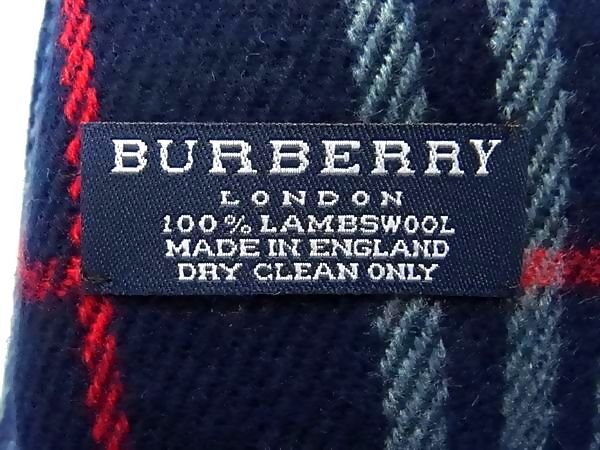 BURBERRY
LONDON
100% LAMBSWOOL
MADE IN ENGLAND
DRY CLEAN ONLY